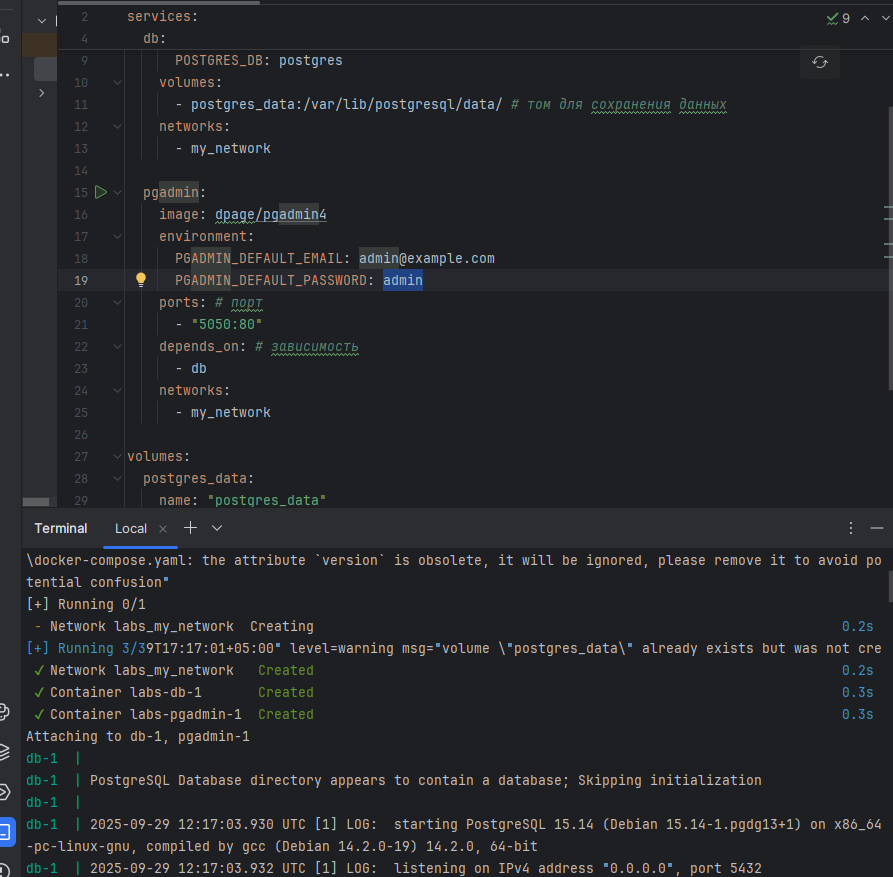 2 services:
9
4 db:
9 POSTGRES_DB: postgres
10 volumes:
11 - postgres_data:/var/lib/postgresql/data/ # том для сохранения данных
12 networks:
13 - my_network
14
15 pgadmin:
16 image: dpage/pgadmin4
17 environment:
18 PGADMIN_DEFAULT_EMAIL: admin@example.com
19 PGADMIN_DEFAULT_PASSWORD: admin
20 ports: # порт
21 - "5050:80"
22 depends_on: # зависимость
23 - db
24 networks:
25 - my_network
26
27 volumes:
28 postgres_data:
29 name: "postgres_data"
Terminal Local
\docker-compose.yaml: the attribute `version` is obsolete, it will be ignored, please remove it to avoid po
tential confusion"
[+] Running 0/1
- Network labs_my_network Creating 0.2s
[+] Running 3/39T17:17:01+05:00" level=warning msg="volume \"postgres_data\" already exists but was not cre
✓ Network labs_my_network Created 0.2s
✓ Container labs-db-1 Created 0.3s
✓ Container labs-pgadmin-1 Created 0.3s
Attaching to db-1, pgadmin-1
db-1 |
db-1 | PostgreSQL Database directory appears to contain a database; Skipping initialization
db-1 |
db-1 | 2025-09-29 12:17:03.930 UTC [1] LOG: starting PostgreSQL 15.14 (Debian 15.14-1.pgdg13+1) on x86_64
-pc-linux-gnu, compiled by gcc (Debian 14.2.0-19) 14.2.0, 64-bit
db-1 | 2025-09-29 12:17:03.932 UTC [1] LOG: listening on IPv4 address "0.0.0.0", port 5432